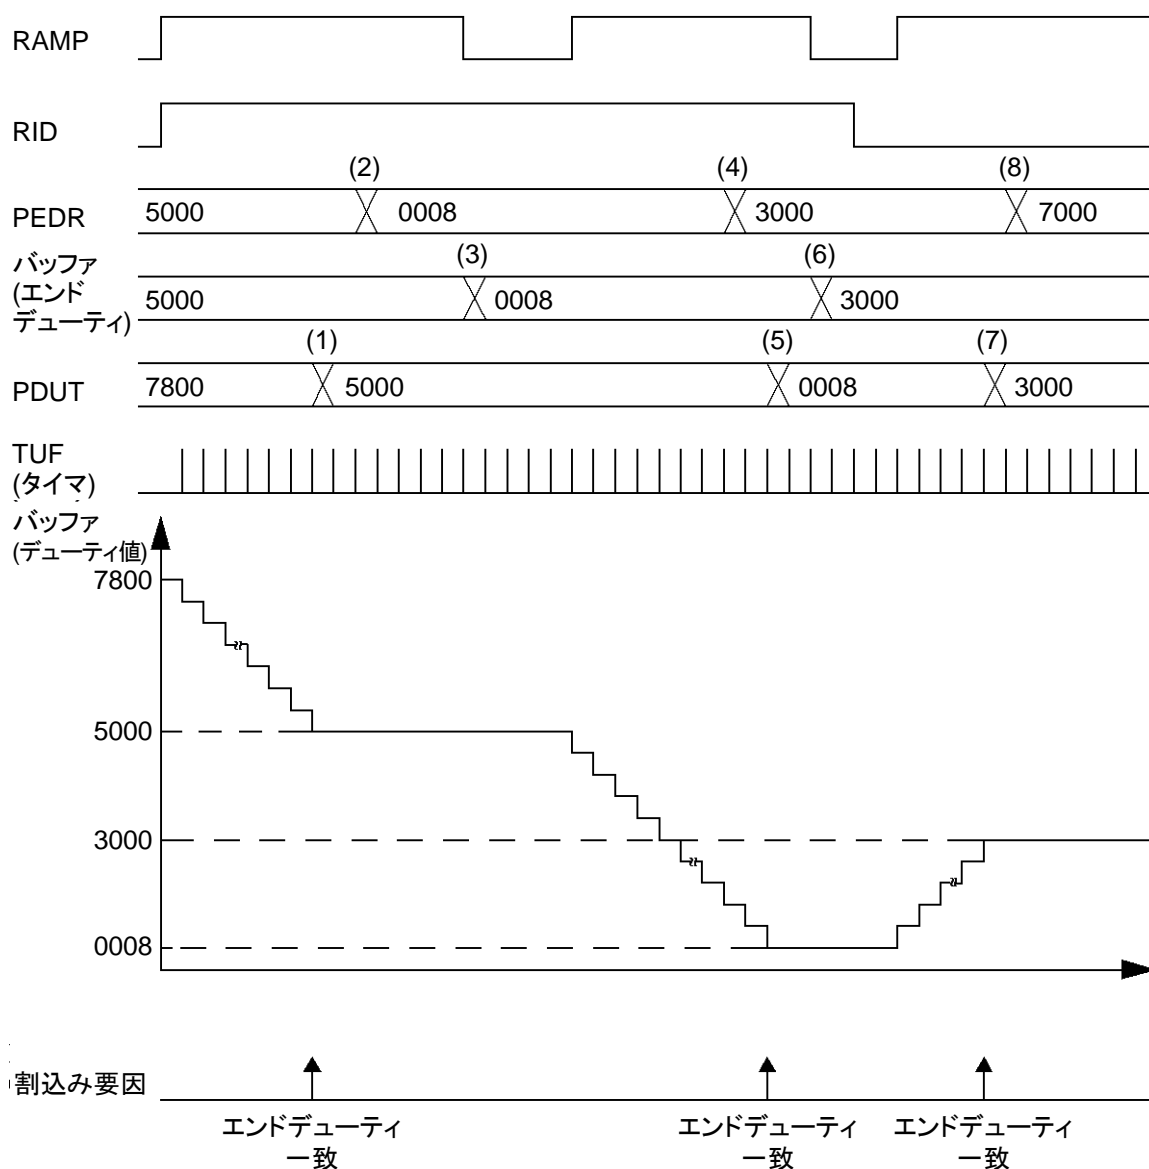 RAMP
RID
(2) (4) (8)
PEDR 5000 0008 3000 7000
バッファ
(エンド
デューティ)
(3) (6)
5000 0008 3000
(1) (5) (7)
PDUT 7800 5000 0008 3000
TUF
(タイマ)
バッファ
(デューティ値)
7800
5000
3000
0008
割込み要因
エンドデューティ エンドデューティ エンドデューティ
一致 一致 一致